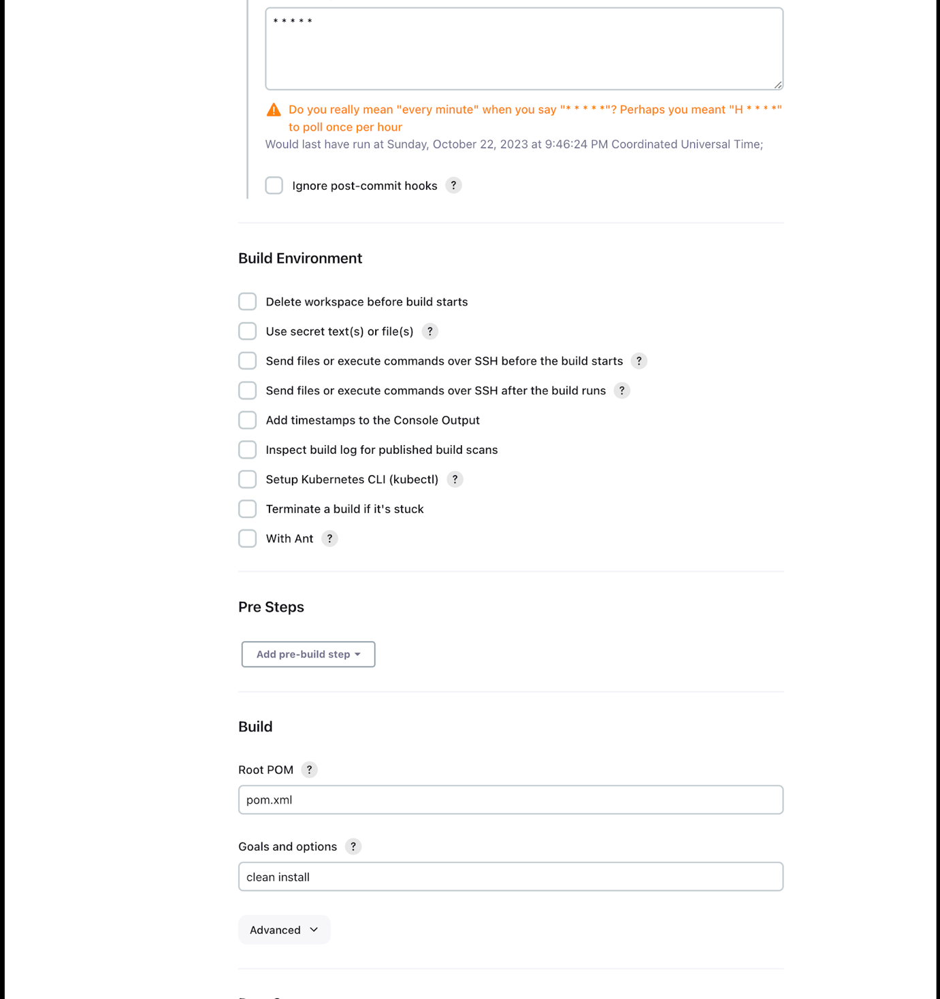 * * * * *
Do you really mean "every minute" when you say "* * * * *"? Perhaps you meant "H * * * *"
to poll once per hour
Would last have run at Sunday, October 22, 2023 at 9:46:24 PM Coordinated Universal Time;
Ignore post-commit hooks ?
Build Environment
Delete workspace before build starts
Use secret text(s) or file(s) ?
Send files or execute commands over SSH before the build starts ?
Send files or execute commands over SSH after the build runs ?
Add timestamps to the Console Output
Inspect build log for published build scans
Setup Kubernetes CLI (kubectl) ?
Terminate a build if it's stuck
With Ant ?
Pre Steps
Add pre-build step
Build
Root POM ?
pom.xml
Goals and options ?
clean install
Advanced